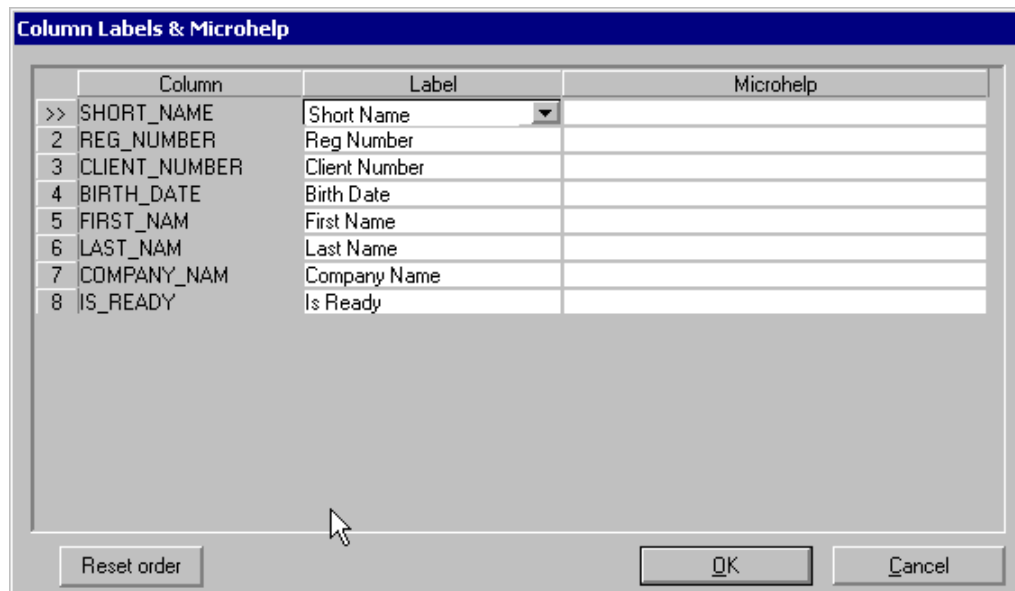 Column Labels & Microhelp
Column Label Microhelp
>> SHORT_NAME Short Name
2 REG_NUMBER Reg Number
3 CLIENT_NUMBER Client Number
4 BIRTH_DATE Birth Date
5 FIRST_NAM First Name
6 LAST_NAM Last Name
7 COMPANY_NAM Company Name
8 IS_READY Is Ready
Reset order OK Cancel